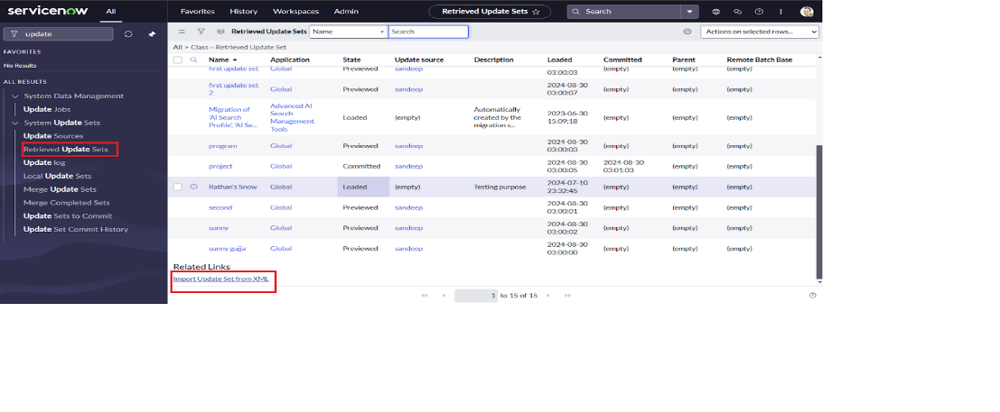 servicenow
All
Favorites History Workspaces Admin
Retrieved Update Sets
Search
update
FAVORITES
No Results
ALL RESULTS
System Data Management
Update Jobs
System Update Sets
Update Sources
Retrieved Update Sets
Update log
Local Update Sets
Merge Update Sets
Merge Completed Sets
Update Sets to Commit
Update Set Commit History
Retrieved Update Sets Name Search
Actions on selected rows...
All > Class = Retrieved Update Set
Name Application State Update source Description Loaded Committed Parent Remote Batch Base
first update set Global Previewed sandeep (empty) (empty) (empty)
03:00:03
first update set Global Previewed sandeep 2024-08-30 (empty) (empty) (empty)
2 03:00:07
Migration of Advanced AI Automatically
'AI Search Search Loaded (empty) created by the 2023-06-30 (empty) (empty) (empty)
Profile', 'AI Se... Management migration s... 15:09:18
Tools
program Global Previewed sandeep 2024-08-30 (empty) (empty) (empty)
03:00:03
project Global Committed sandeep 2024-08-30 2024-08-30 (empty) (empty)
03:00:05 03:01:03
Rathan's Snow Global Loaded (empty) Testing purpose 2024-07-10 (empty) (empty) (empty)
23:32:45
second Global Previewed sandeep 2024-08-30 (empty) (empty) (empty)
03:00:01
sunny Global Previewed sandeep 2024-08-30 (empty) (empty) (empty)
03:00:02
sunny gujja Global Previewed sandeep 2024-08-30 (empty) (empty) (empty)
03:00:00
Related Links
Import Update Set from XML
1 to 15 of 15